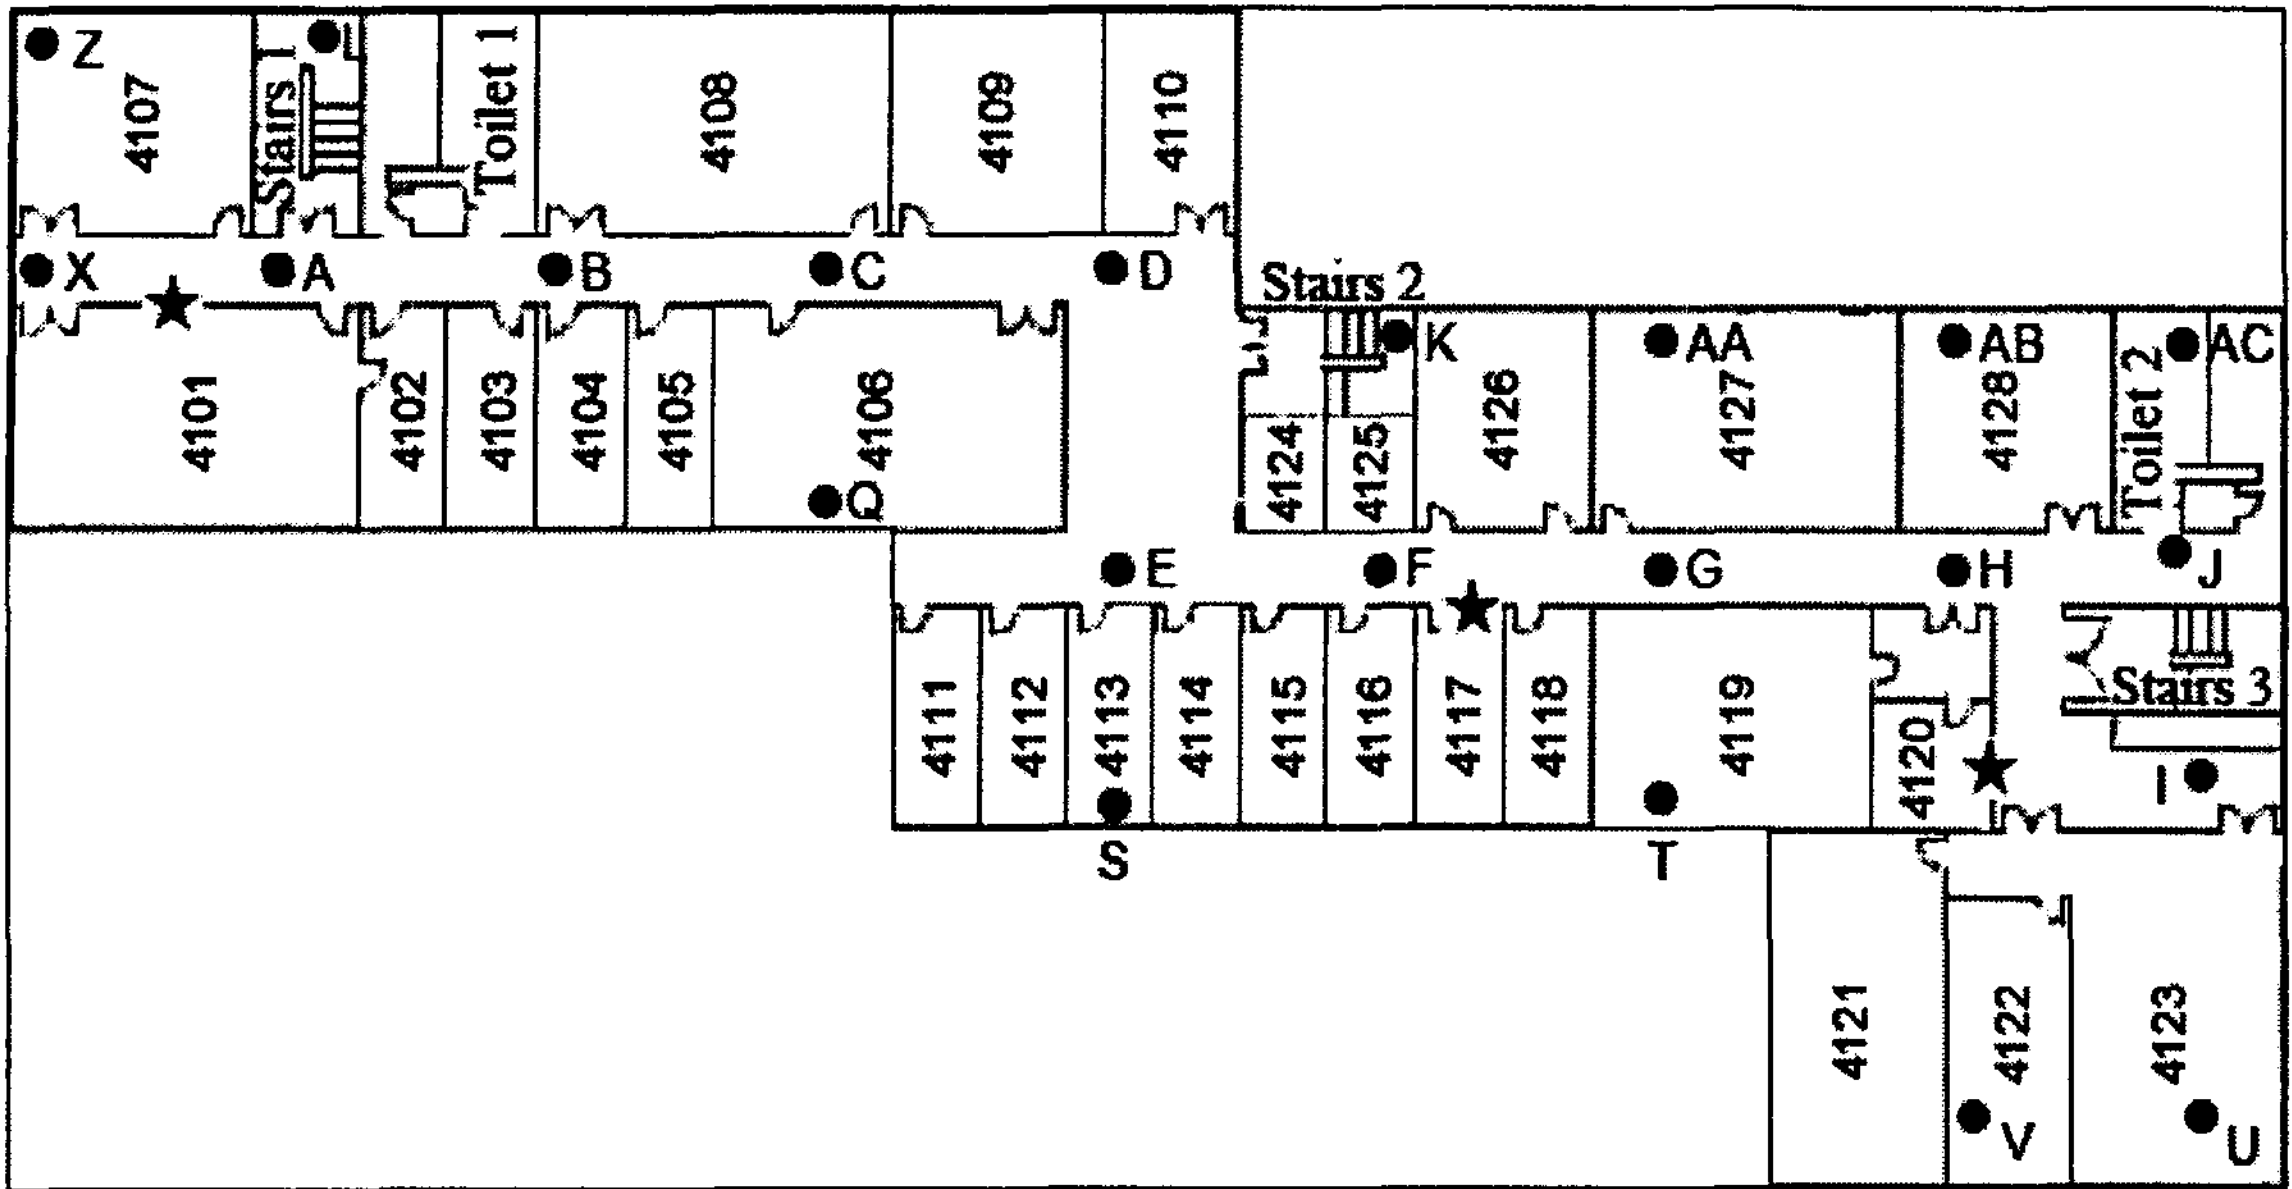 Z
4107
Stairs 1
L
Toilet 1
4108
4109
4110
X
A
B
C
D
Stairs 2
K
AA
AB
AC
4101
4102
4103
4104
4105
4106
Q
4124
4125
4126
4127
4128
Toilet 2
E
F
G
H
J
4111
4112
4113
4114
4115
4116
4117
4118
4119
4120
Stairs 3
I
S
T
4121
4122
4123
V
U